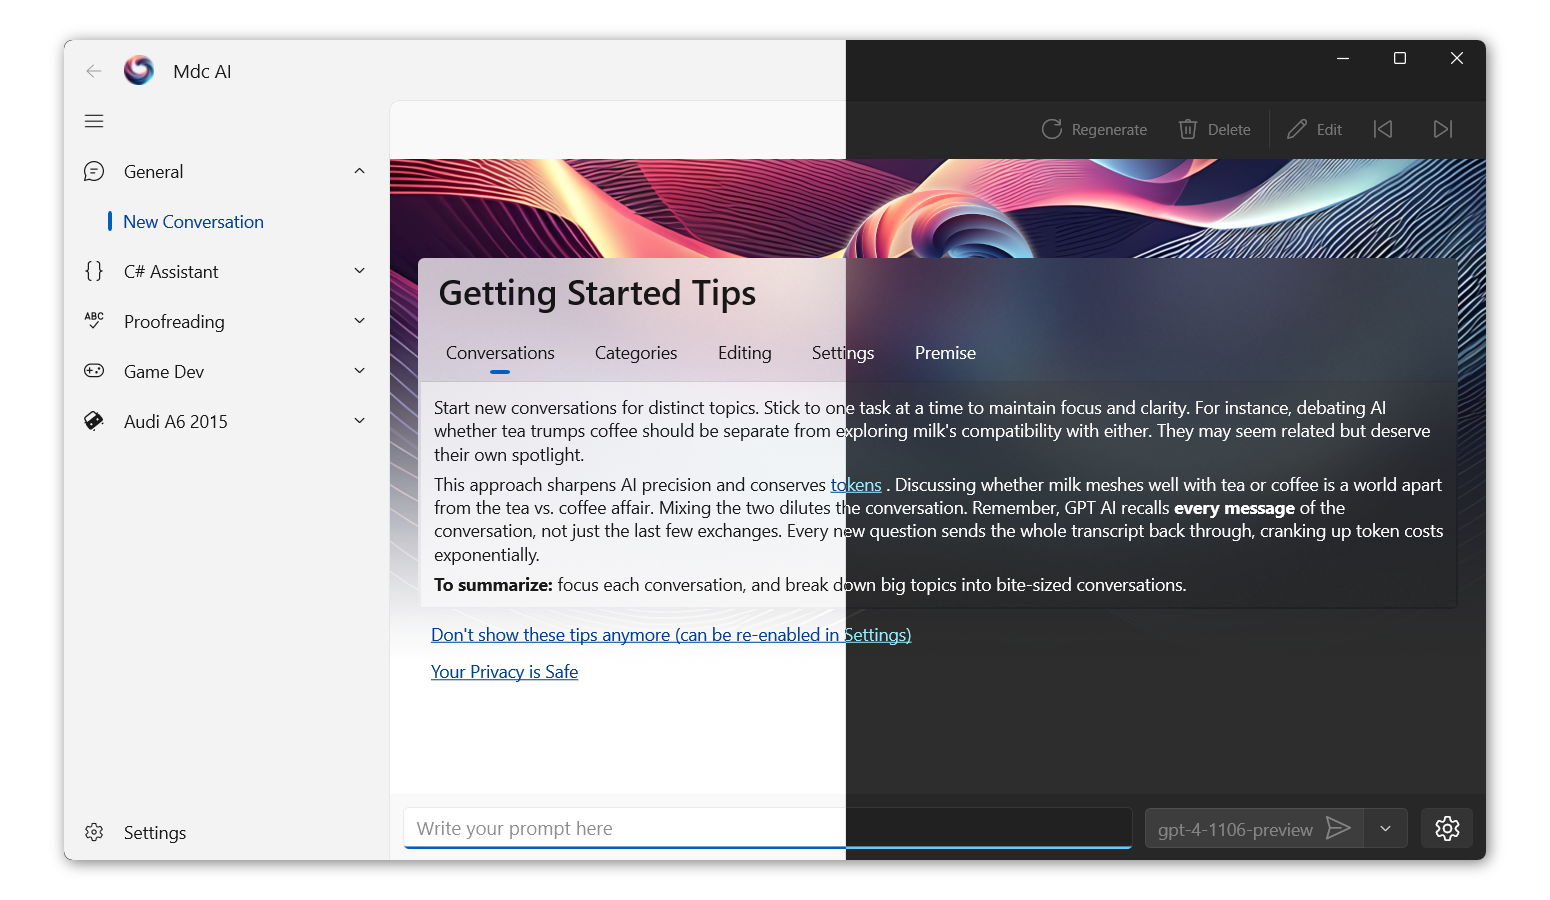 Mdc AI
Regenerate
Delete
Edit
General
New Conversation
C# Assistant
ABC
Proofreading
Game Dev
Audi A6 2015
Settings
Getting Started Tips
Conversations
Categories
Editing
Settings
Premise
Start new conversations for distinct topics. Stick to one task at a time to maintain focus and clarity. For instance, debating AI
whether tea trumps coffee should be separate from exploring milk's compatibility with either. They may seem related but deserve
their own spotlight.
This approach sharpens AI precision and conserves tokens . Discussing whether milk meshes well with tea or coffee is a world apart
from the tea vs. coffee affair. Mixing the two dilutes the conversation. Remember, GPT AI recalls every message of the
conversation, not just the last few exchanges. Every new question sends the whole transcript back through, cranking up token costs
exponentially.
To summarize: focus each conversation, and break down big topics into bite-sized conversations.
Don't show these tips anymore (can be re-enabled in Settings)
Your Privacy is Safe
Write your prompt here
gpt-4-1106-preview